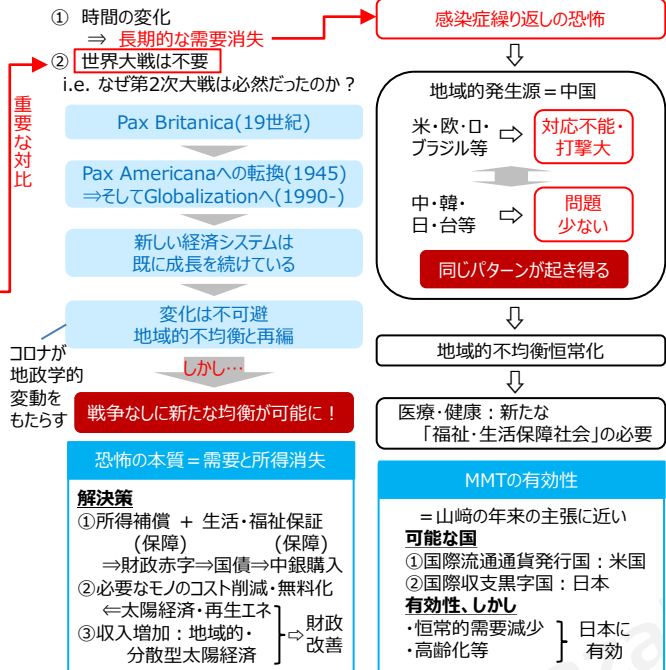 ① 時間の変化
⇒ 長期的な需要消失
② 世界大戦は不要
i.e. なぜ第2次大戦は必然だったのか？
重要な対比
Pax Britanica(19世紀)
Pax Americanaへの転換(1945)
⇒そしてGlobalizationへ(1990-)
新しい経済システムは
既に成長を続けている
変化は不可避
地域的不均衡と再編
コロナが
地政学的
変動を
もたらす
しかし…
戦争なしに新たな均衡が可能に！
恐怖の本質＝需要と所得消失
解決策
①所得補償 + 生活・福祉保証
(保障) (保障)
⇒財政赤字⇒国債⇒中銀購入
②必要なモノのコスト削減・無料化
⇐太陽経済・再生エネ
③収入増加：地域的・
分散型太陽経済
⇨財政
改善
感染症繰り返しの恐怖
地域的発生源＝中国
米・欧・ロ・
ブラジル等
対応不能・
打撃大
中・韓・
日・台等
問題
少ない
同じパターンが起き得る
地域的不均衡恒常化
医療・健康：新たな
「福祉・生活保障社会」の必要
MMTの有効性
＝山﨑の年来の主張に近い
可能な国
①国際流通通貨発行国：米国
②国際収支黒字国：日本
有効性、しかし
・恒常的需要減少
・高齢化等
日本に
有効